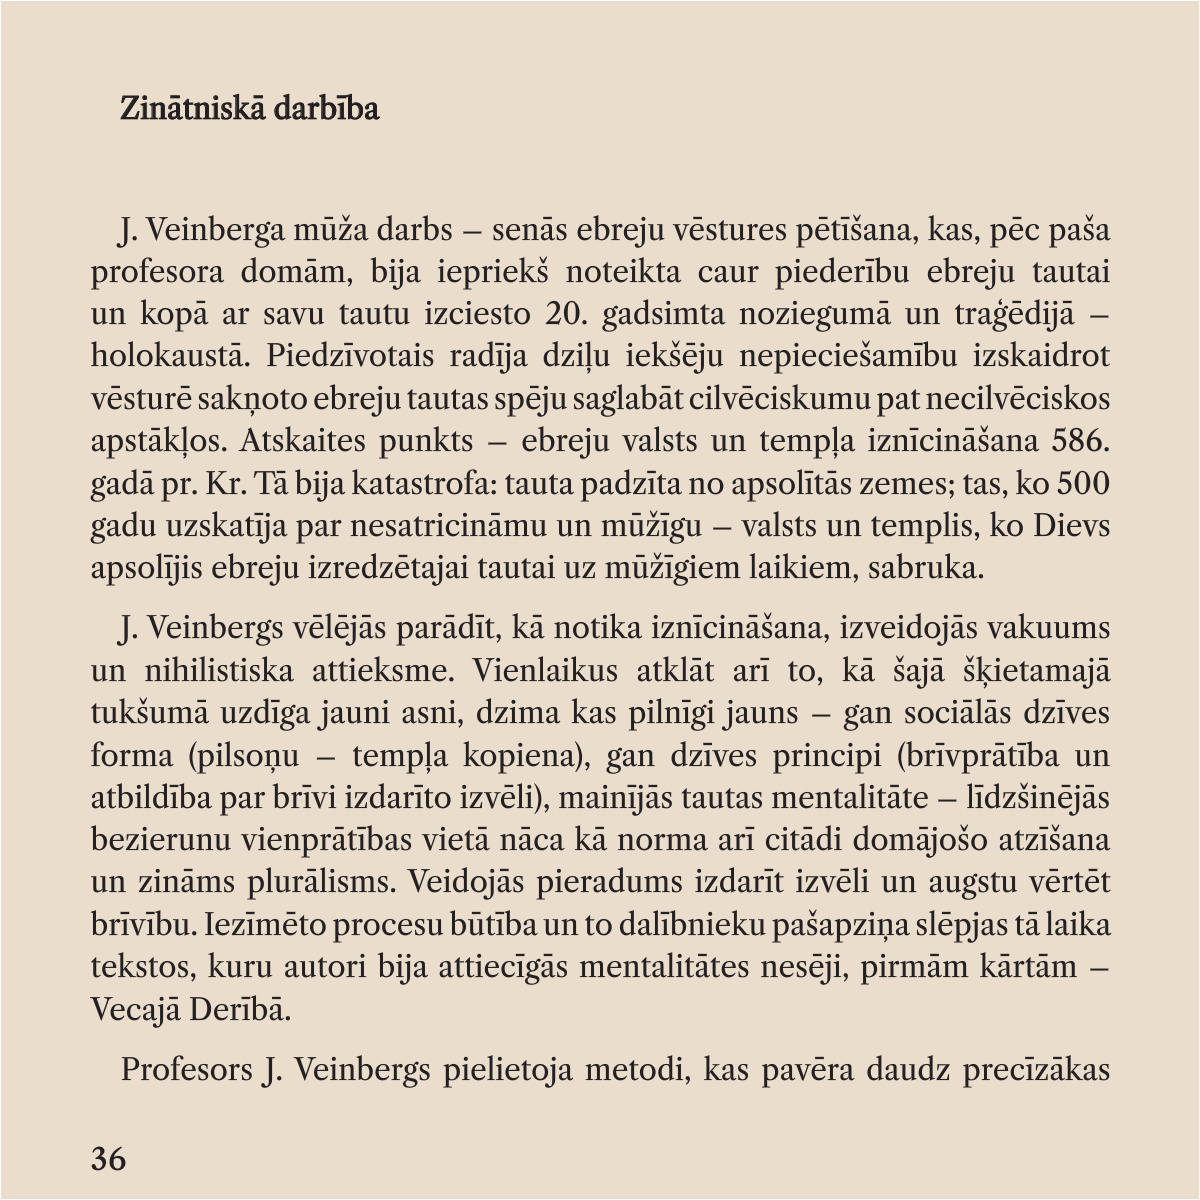 Zinātniskā darbība
J. Veinberga mūža darbs – senās ebreju vēstures pētīšana, kas, pēc paša
profesora domām, bija iepriekš noteikta caur piederību ebreju tautai
un kopā ar savu tautu izciesto 20. gadsimta noziegumā un traģēdijā –
holokaustā. Piedzīvotais radīja dziļu iekšēju nepieciešamību izskaidrot
vēsturē sakņoto ebreju tautas spēju saglabāt cilvēciskumu pat necilvēciskos
apstākļos. Atskaites punkts – ebreju valsts un tempļa iznīcināšana 586.
gadā pr. Kr. Tā bija katastrofa: tauta padzīta no apsolītās zemes; tas, ko 500
gadu uzskatīja par nesatricināmu un mūžīgu – valsts un templis, ko Dievs
apsolījis ebreju izredzētajai tautai uz mūžīgiem laikiem, sabruka.
J. Veinbergs vēlējās parādīt, kā notika iznīcināšana, izveidojās vakuums
un nihilistiska attieksme. Vienlaikus atklāt arī to, kā šajā šķietamajā
tukšumā uzdīga jauni asni, dzima kas pilnīgi jauns – gan sociālās dzīves
forma (pilsoņu – tempļa kopiena), gan dzīves principi (brīvprātība un
atbildība par brīvi izdarīto izvēli), mainījās tautas mentalitāte – līdzšinējās
bezierunu vienprātības vietā nāca kā norma arī citādi domājošo atzīšana
un zināms plurālisms. Veidojās pieradums izdarīt izvēli un augstu vērtēt
brīvību. Iezīmēto procesu būtība un to dalībnieku pašapziņa slēpjas tā laika
tekstos, kuru autori bija attiecīgās mentalitātes nesēji, pirmām kārtām –
Vecajā Derībā.
Profesors J. Veinbergs pielietoja metodi, kas pavēra daudz precīzākas
36